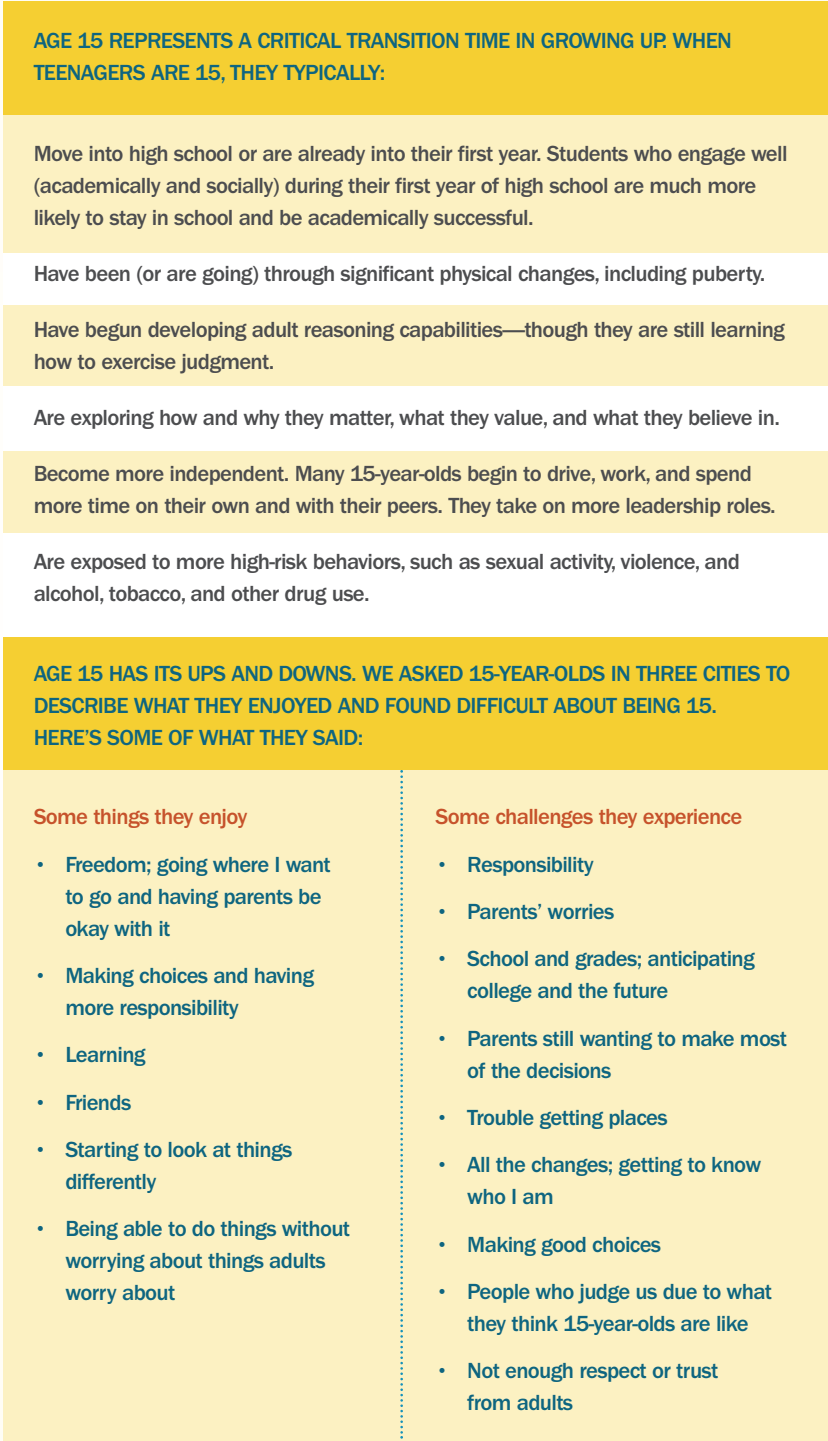 AGE 15 REPRESENTS A CRITICAL TRANSITION TIME IN GROWING UP. WHEN
TEENAGERS ARE 15, THEY TYPICALLY:
Move into high school or are already into their first year. Students who engage well
(academically and socially) during their first year of high school are much more
likely to stay in school and be academically successful.
Have been (or are going) through significant physical changes, including puberty.
Have begun developing adult reasoning capabilities—though they are still learning
how to exercise judgment.
Are exploring how and why they matter, what they value, and what they believe in.
Become more independent. Many 15-year-olds begin to drive, work, and spend
more time on their own and with their peers. They take on more leadership roles.
Are exposed to more high-risk behaviors, such as sexual activity, violence, and
alcohol, tobacco, and other drug use.
AGE 15 HAS ITS UPS AND DOWNS. WE ASKED 15-YEAR-OLDS IN THREE CITIES TO
DESCRIBE WHAT THEY ENJOYED AND FOUND DIFFICULT ABOUT BEING 15.
HERE'S SOME OF WHAT THEY SAID:
Some things they enjoy
• Freedom; going where I want
to go and having parents be
okay with it
• Making choices and having
more responsibility
• Learning
• Friends
• Starting to look at things
differently
• Being able to do things without
worrying about things adults
worry about
Some challenges they experience
• Responsibility
• Parents' worries
• School and grades; anticipating
college and the future
• Parents still wanting to make most
of the decisions
• Trouble getting places
• All the changes; getting to know
who I am
• Making good choices
• People who judge us due to what
they think 15-year-olds are like
• Not enough respect or trust
from adults